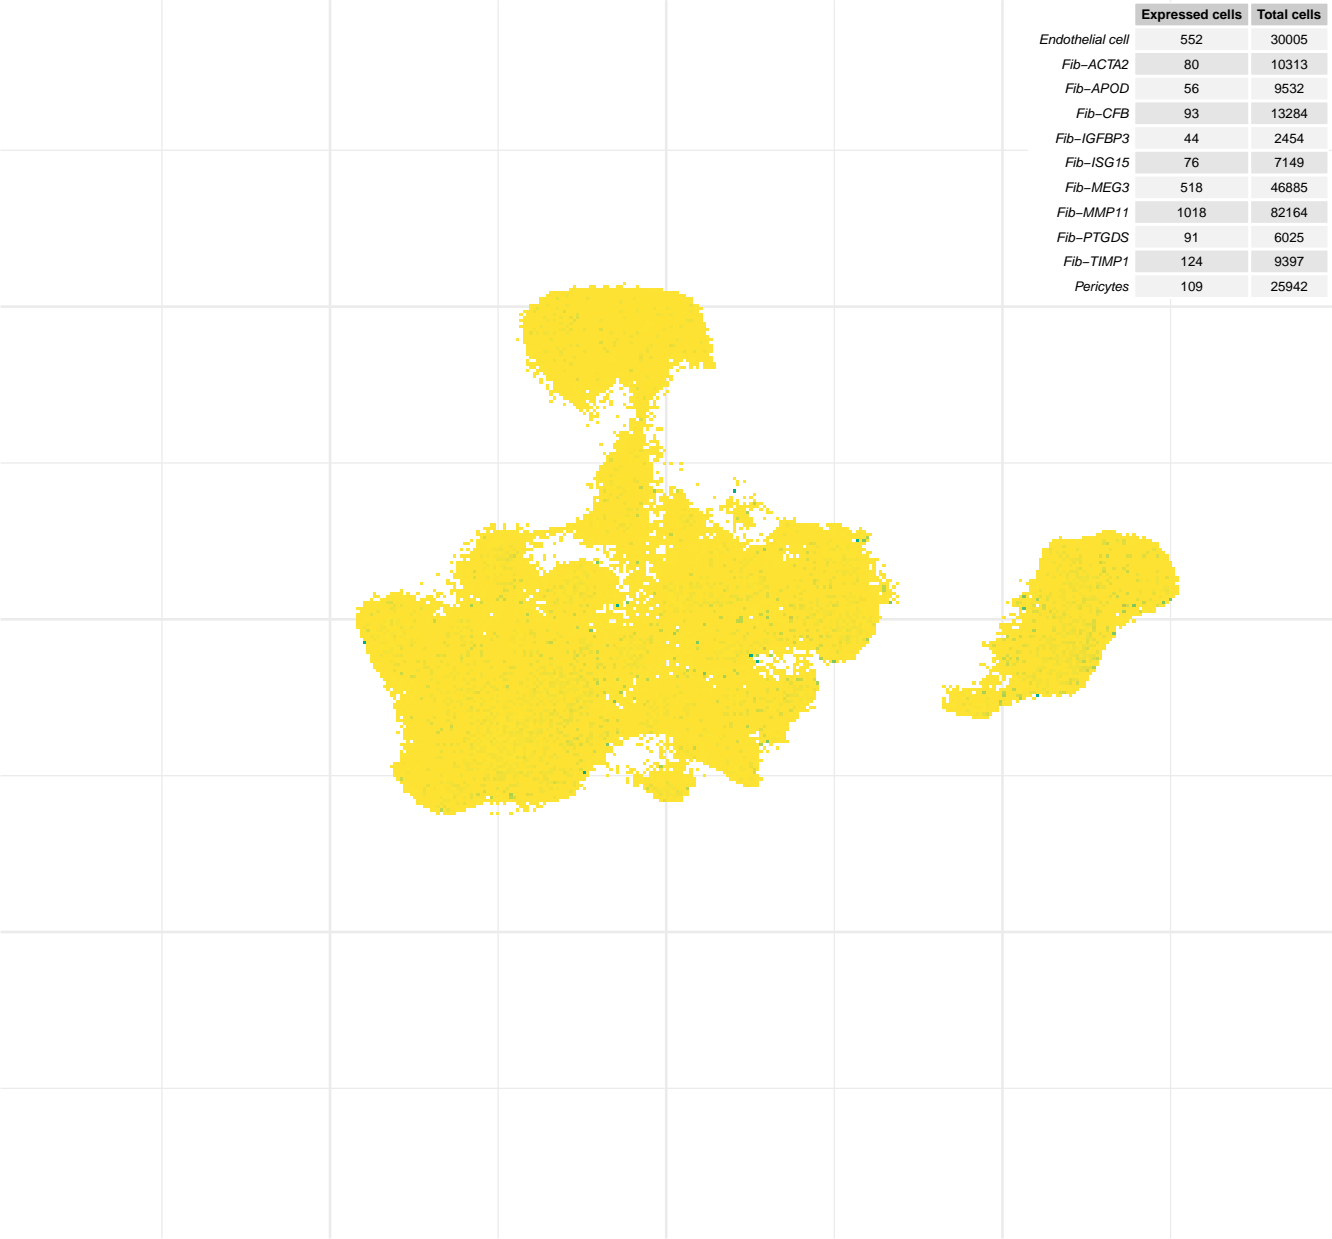 Expressed cells Total cells
Endothelial cell 552 30005
Fib−ACTA2 80 10313
Fib−APOD 56 9532
Fib−CFB 93 13284
Fib−IGFBP3 44 2454
Fib−ISG15 76 7149
Fib−MEG3 518 46885
Fib−MMP11 1018 82164
Fib−PTGDS 91 6025
Fib−TIMP1 124 9397
Pericytes 109 25942